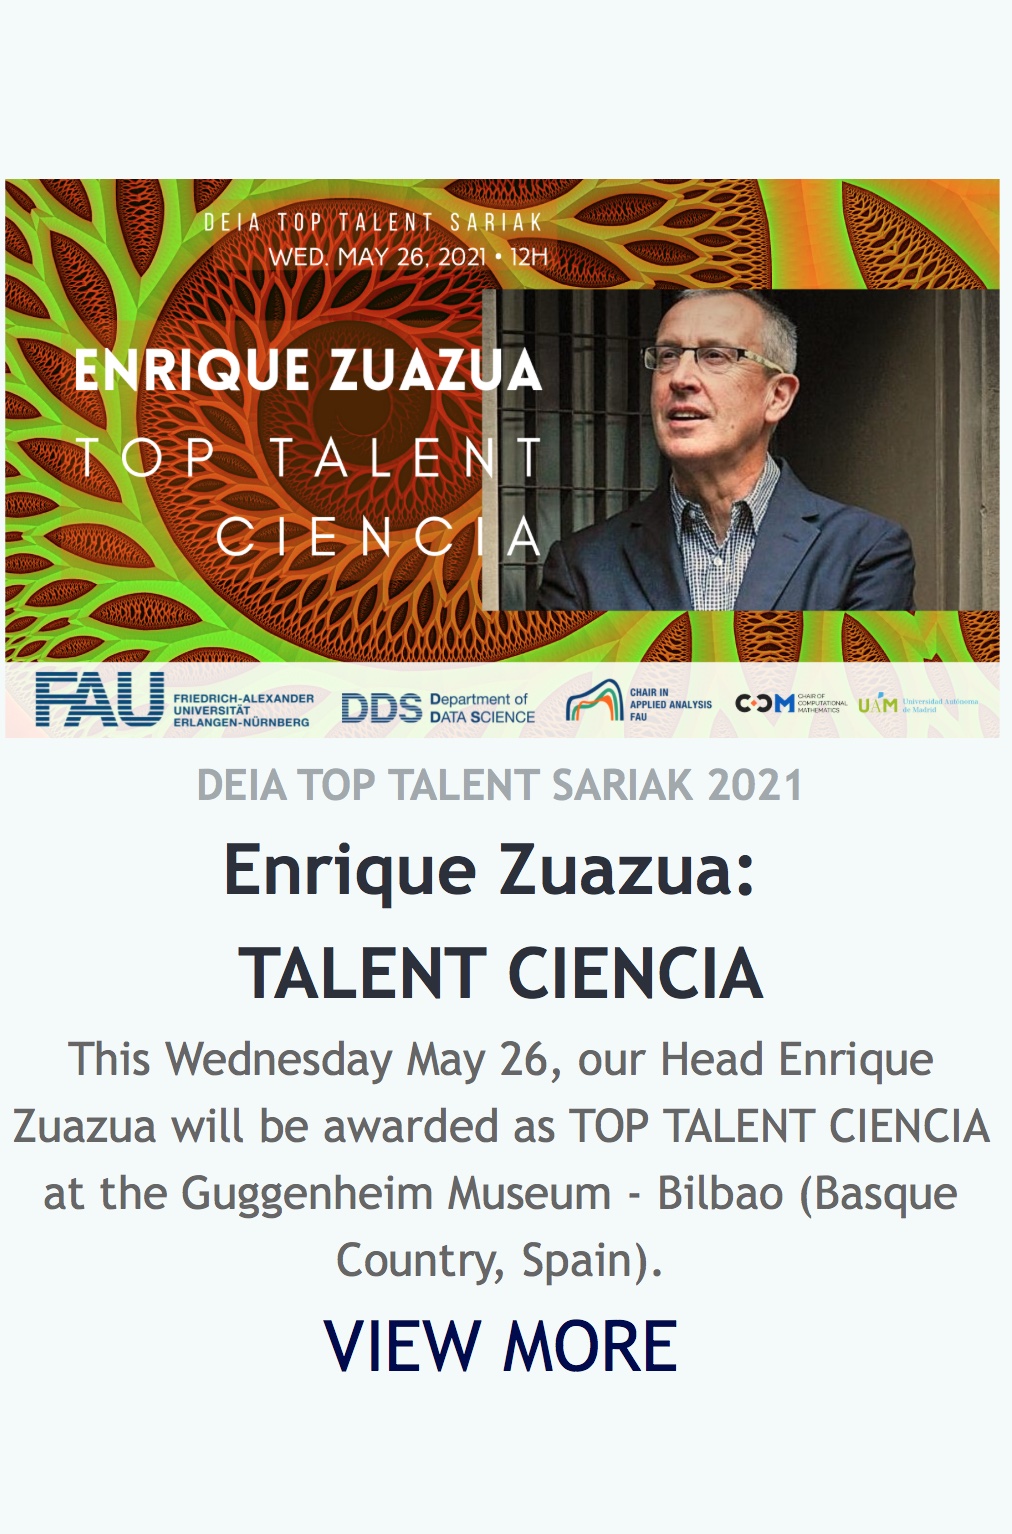 DEIA TOP TALENT SARIAK
WED. MAY 26, 2021 • 12H
ENRIQUE ZUAZUA
TOP TALENT
CIENCIA
FAU
FRIEDRICH-ALEXANDER
UNIVERSITÄT
ERLANGEN-NÜRNBERG
DDS
Department of
DATA SCIENCE
CHAIR IN
APPLIED ANALYSIS
FAU
CCM
CHAIR OF
COMPUTATIONAL
MATHEMATICS
UAM
Universidad Autónoma
de Madrid
DEIA TOP TALENT SARIAK 2021
Enrique Zuazua:
TALENT CIENCIA
This Wednesday May 26, our Head Enrique
Zuazua will be awarded as TOP TALENT CIENCIA
at the Guggenheim Museum - Bilbao (Basque
Country, Spain).
VIEW MORE